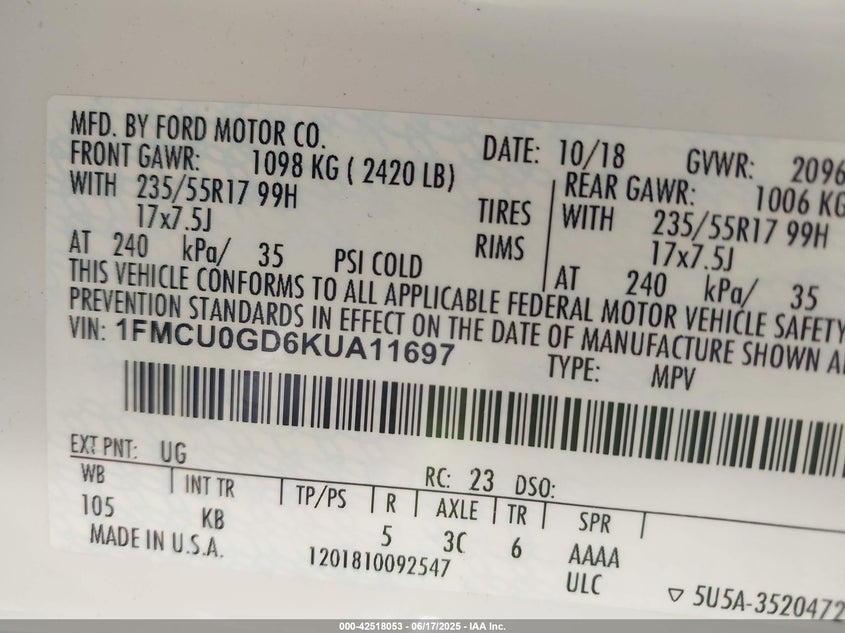 MFD. BY FORD MOTOR CO. DATE: 10/18 GVWR: 2096
FRONT GAWR: 1098 KG ( 2420 LB) REAR GAWR: 1006 KG
WITH 235/55R17 99H TIRES WITH 235/55R17 99H
17x7.5J RIMS 17x7.5J
AT 240 kPa/ 35 PSI COLD AT 240 kPa/ 35
THIS VEHICLE CONFORMS TO ALL APPLICABLE FEDERAL MOTOR VEHICLE SAFETY
PREVENTION STANDARDS IN EFFECT ON THE DATE OF MANUFACTURE SHOWN
VIN: 1FMCU0GD6KUA11697 TYPE: MPV
EXT PNT: UG RC: 23 DSO:
WB INT TR TP/PS R AXLE TR SPR
105 KB 5 3C 6 AAAA
MADE IN U.S.A. 1201810092547 ULC 5U5A-3520472
000-42518053 - 06/17/2025 - IAA Inc.